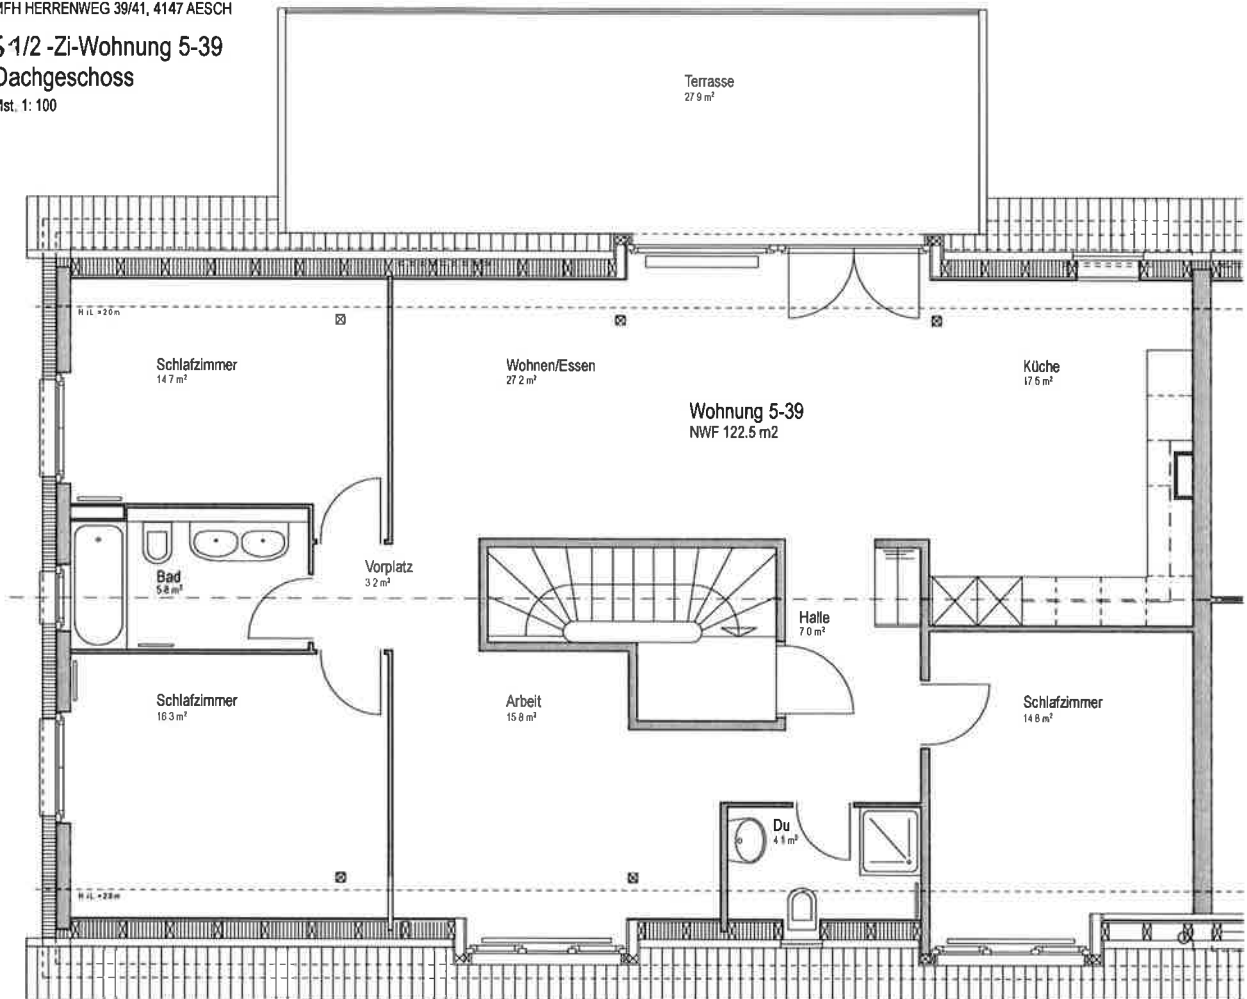 MFH HERRENWEG 39/41, 4147 AESCH
5 1/2 -Zi-Wohnung 5-39
Dachgeschoss
Mst. 1: 100
Terrasse
27.9 m²
Schlafzimmer
14.7 m²
Wohnen/Essen
27.2 m²
Küche
17.5 m²
Wohnung 5-39
NWF 122.5 m2
Bad
5.8 m²
Vorplatz
3.2 m²
Halle
7.0 m²
Schlafzimmer
16.3 m²
Arbeit
15.8 m²
Schlafzimmer
14.8 m²
Du
4.1 m²